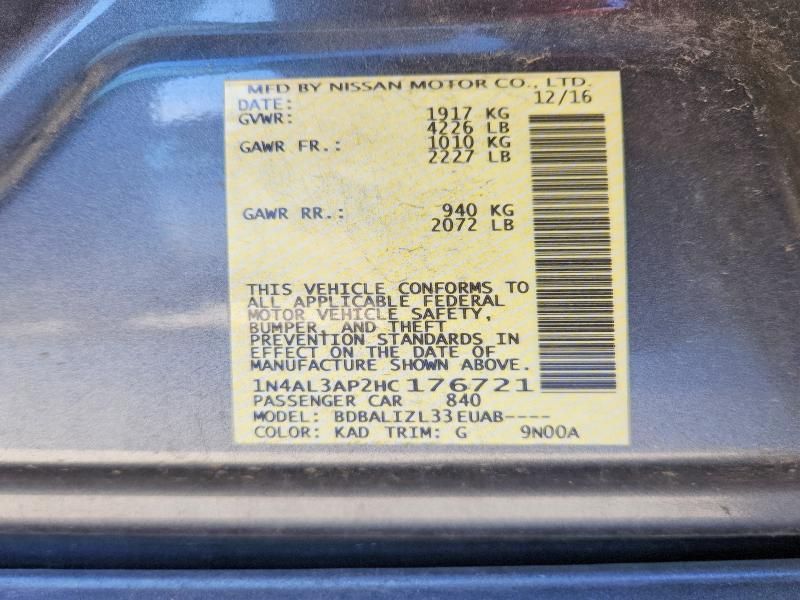 MFD BY NISSAN MOTOR CO., LTD.
DATE: 12/16
GVWR: 1917 KG
4226 LB
GAWR FR.: 1010 KG
2227 LB
GAWR RR.: 940 KG
2072 LB
THIS VEHICLE CONFORMS TO
ALL APPLICABLE FEDERAL
MOTOR VEHICLE SAFETY,
BUMPER, AND THEFT
PREVENTION STANDARDS IN
EFFECT ON THE DATE OF
MANUFACTURE SHOWN ABOVE.
1N4AL3AP2HC176721
PASSENGER CAR 840
MODEL: BDBALIZL33EUAB----
COLOR: KAD TRIM: G 9N00A